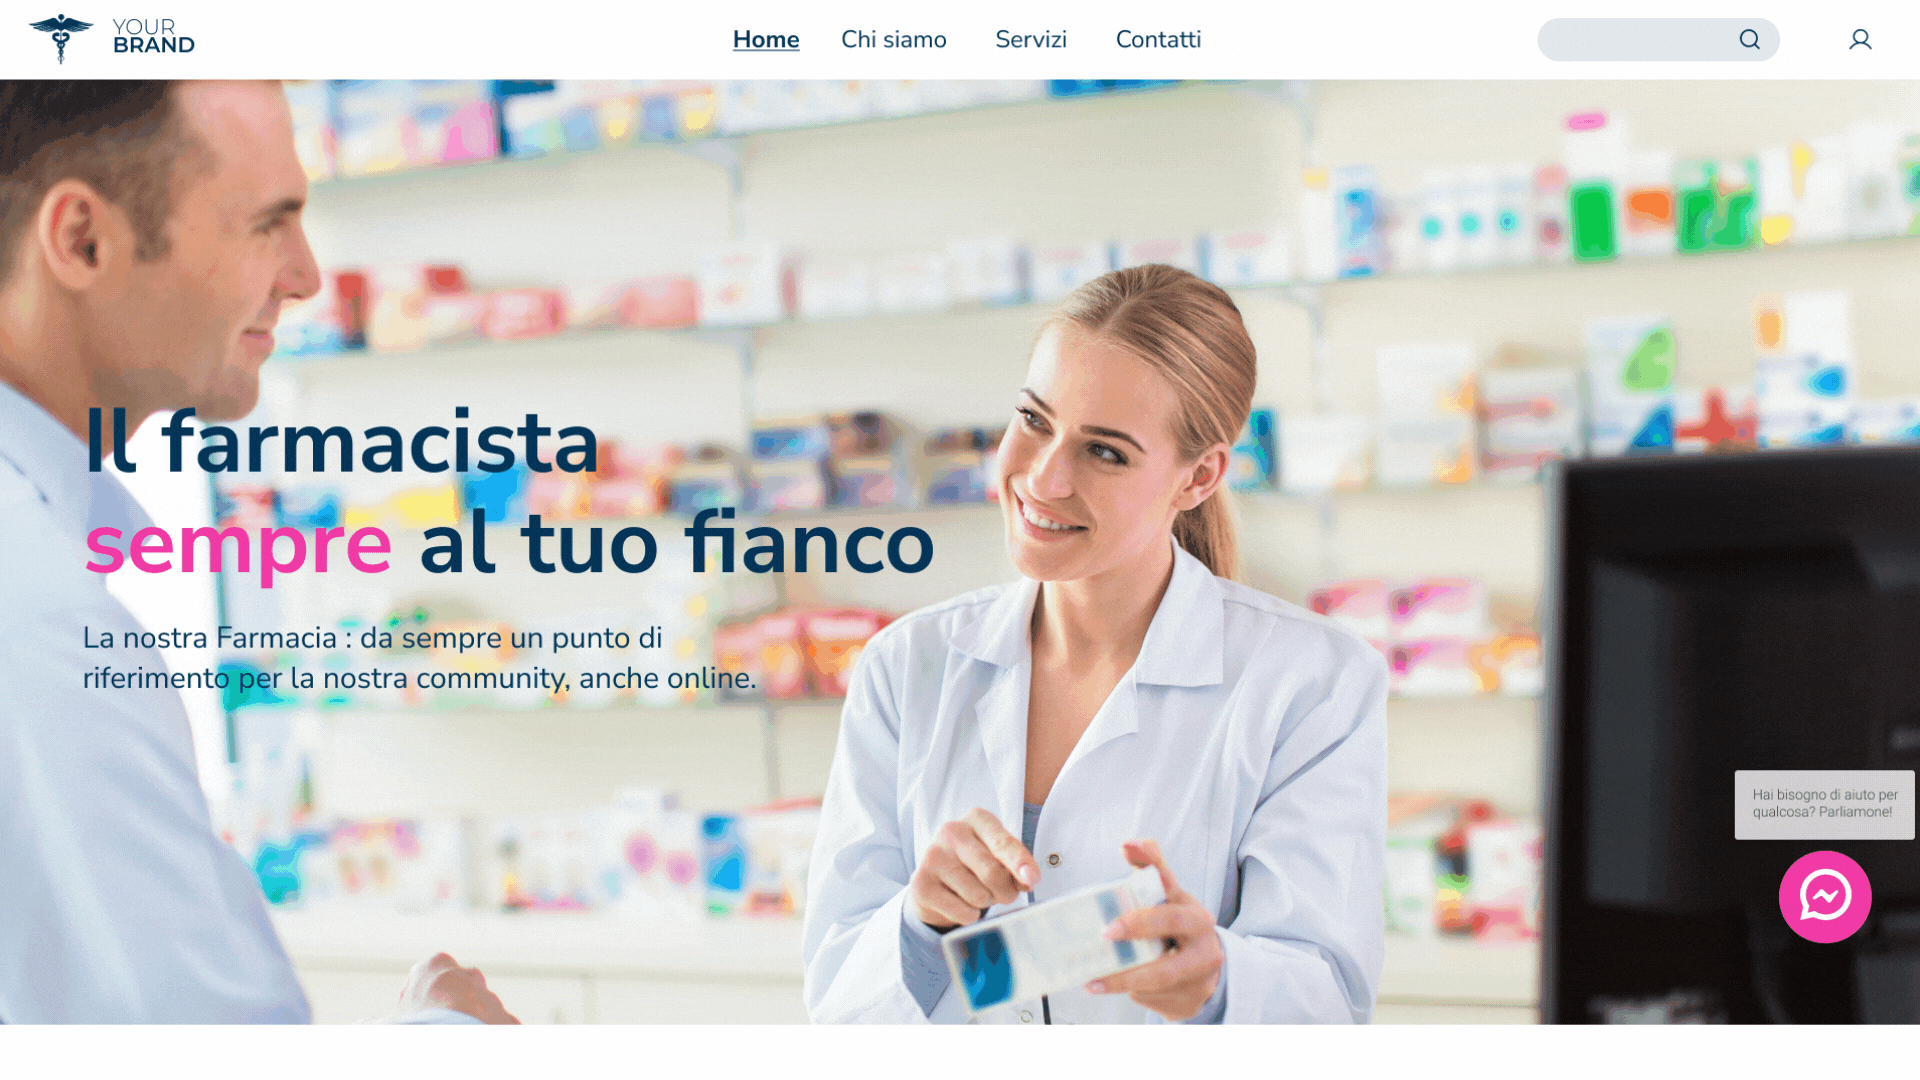 YOUR
BRAND
Home
Chi siamo
Servizi
Contatti
Il farmacista
sempre al tuo fianco
La nostra Farmacia : da sempre un punto di
riferimento per la nostra community, anche online.
Hai bisogno di aiuto per
qualcosa? Parliamone!